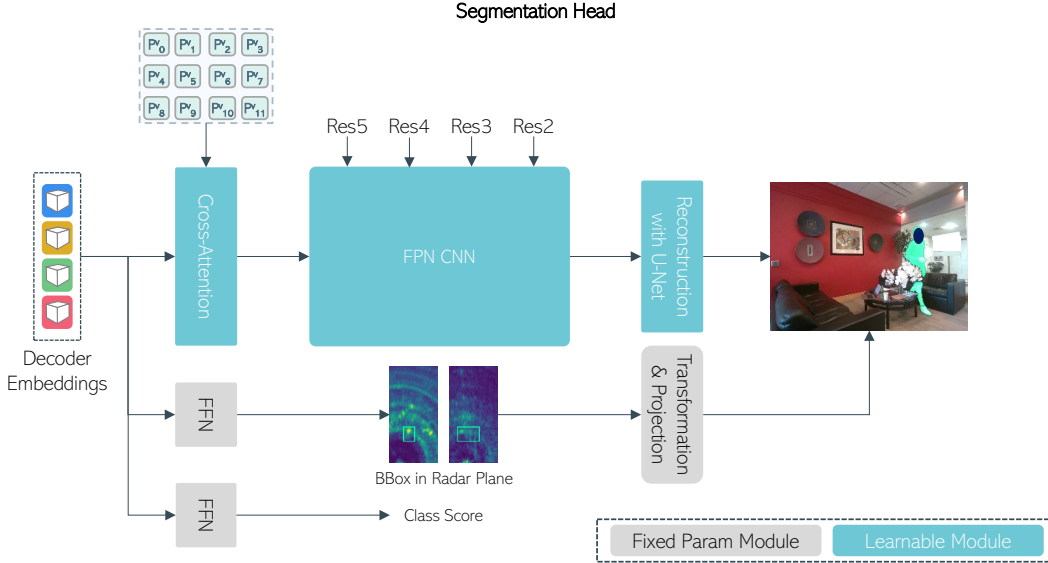 Segmentation Head
Pv0 Pv1 Pv2 Pv3
Pv4 Pv5 Pv6 Pv7
Pv8 Pv9 Pv10 Pv11
Res5 Res4 Res3 Res2
Cross-Attention
FPN CNN
Reconstruction
with U-Net
Decoder
Embeddings
FFN
BBox in Radar Plane
Transformation
& Projection
FFN
Class Score
Fixed Param Module
Learnable Module